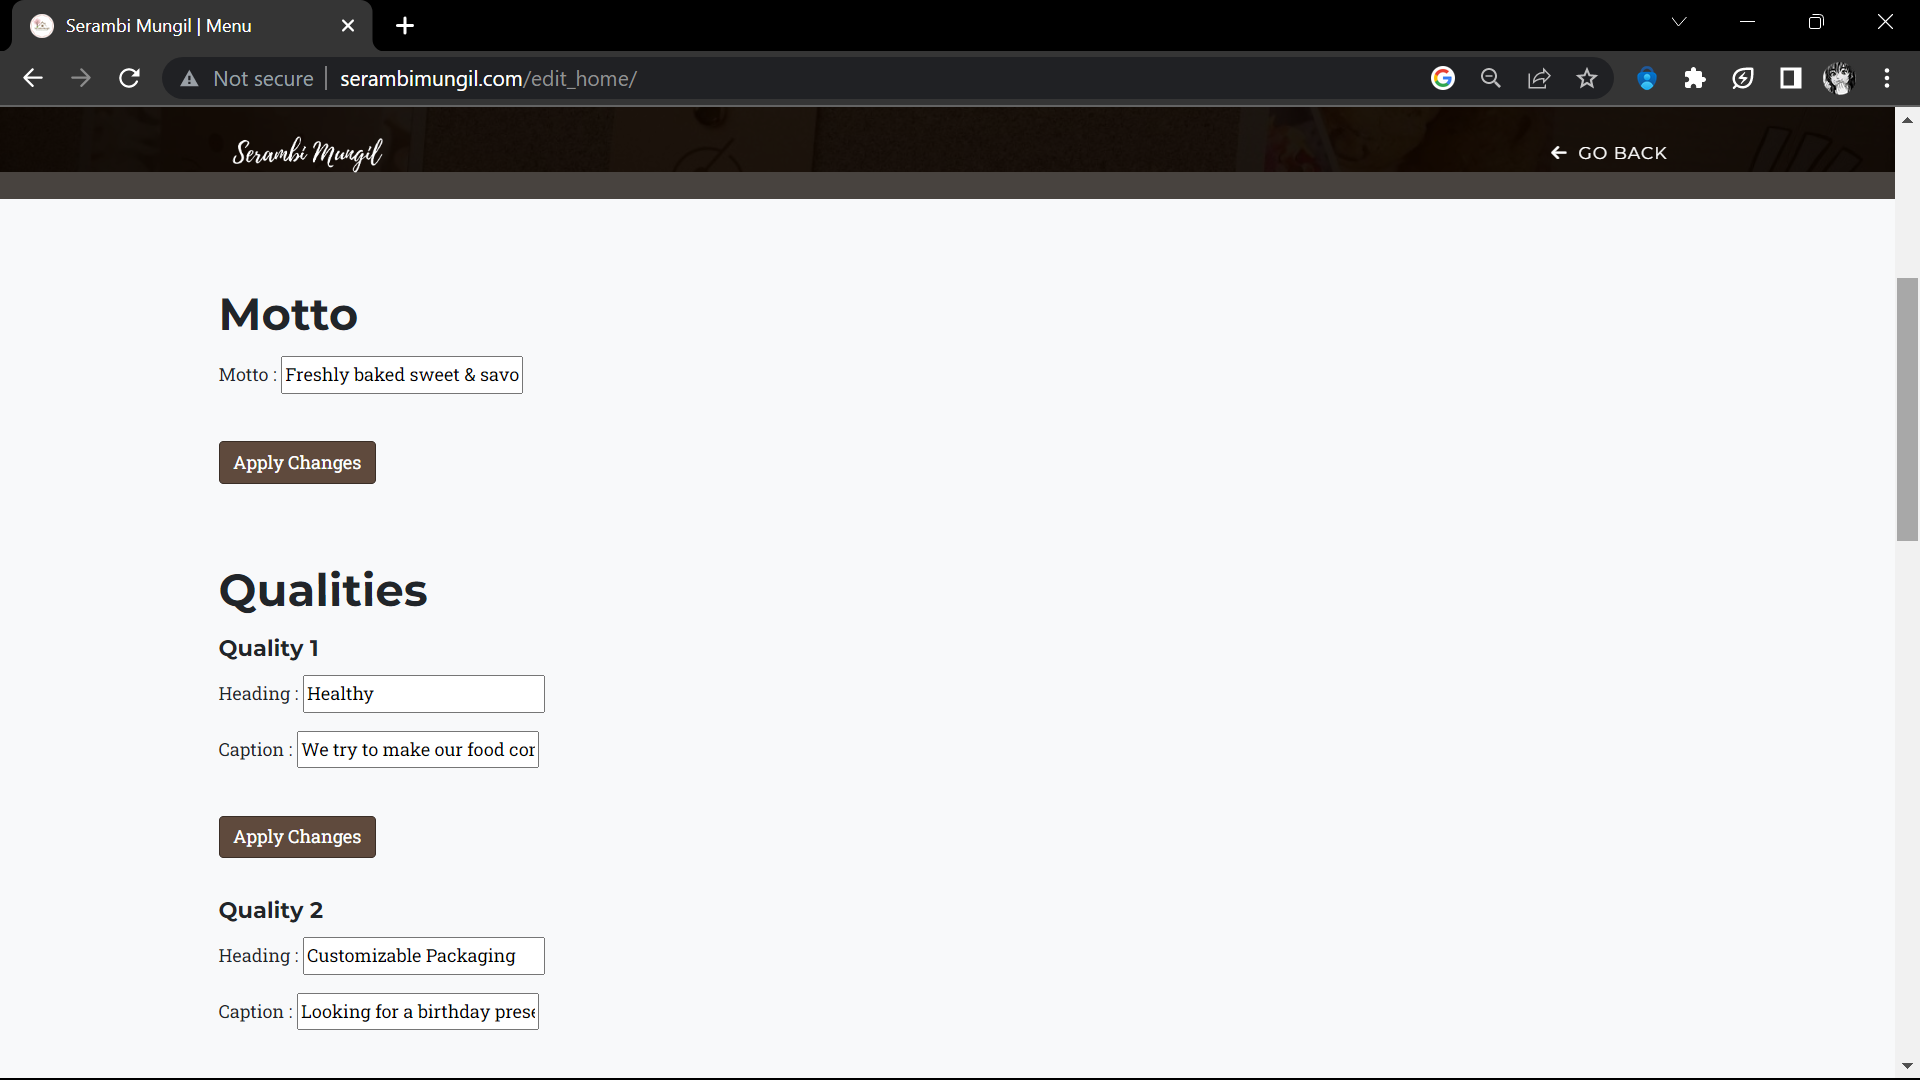 Serambi Mungil | Menu
Not secure | serambimungil.com/edit_home/
Serambi Mungil
GO BACK
Motto
Motto : Freshly baked sweet & savo
Apply Changes
Qualities
Quality 1
Heading : Healthy
Caption : We try to make our food cor
Apply Changes
Quality 2
Heading : Customizable Packaging
Caption : Looking for a birthday prese